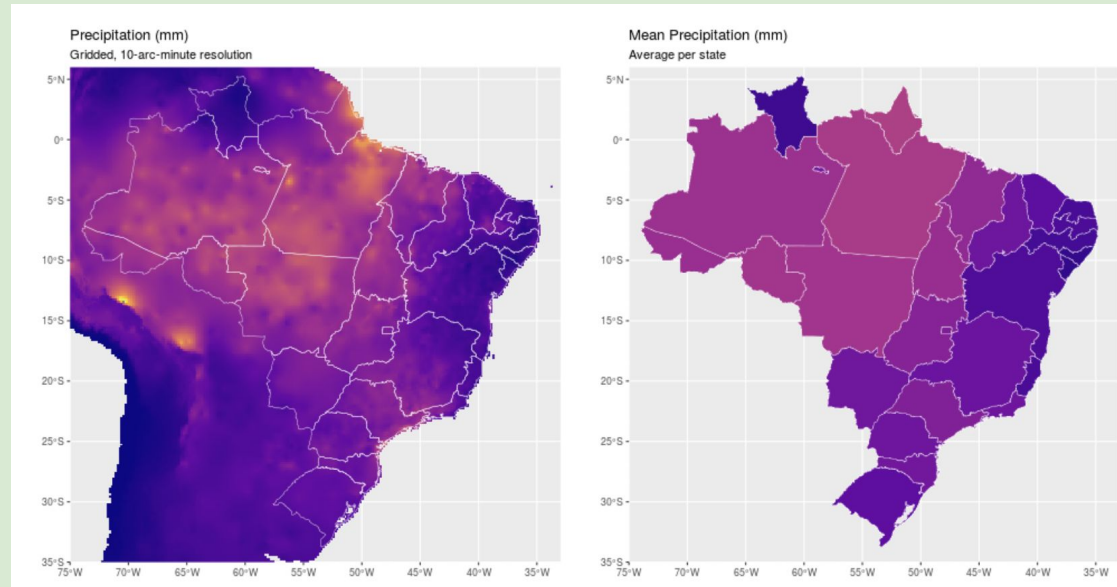 Precipitation (mm)
Gridded, 10-arc-minute resolution
5°N
0°
5°S
10°S
15°S
20°S
25°S
30°S
35°S
75°W 70°W 65°W 60°W 55°W 50°W 45°W 40°W 35°W
Mean Precipitation (mm)
Average per state
5°N
0°
5°S
10°S
15°S
20°S
25°S
30°S
35°S
75°W 70°W 65°W 60°W 55°W 50°W 45°W 40°W 35°W